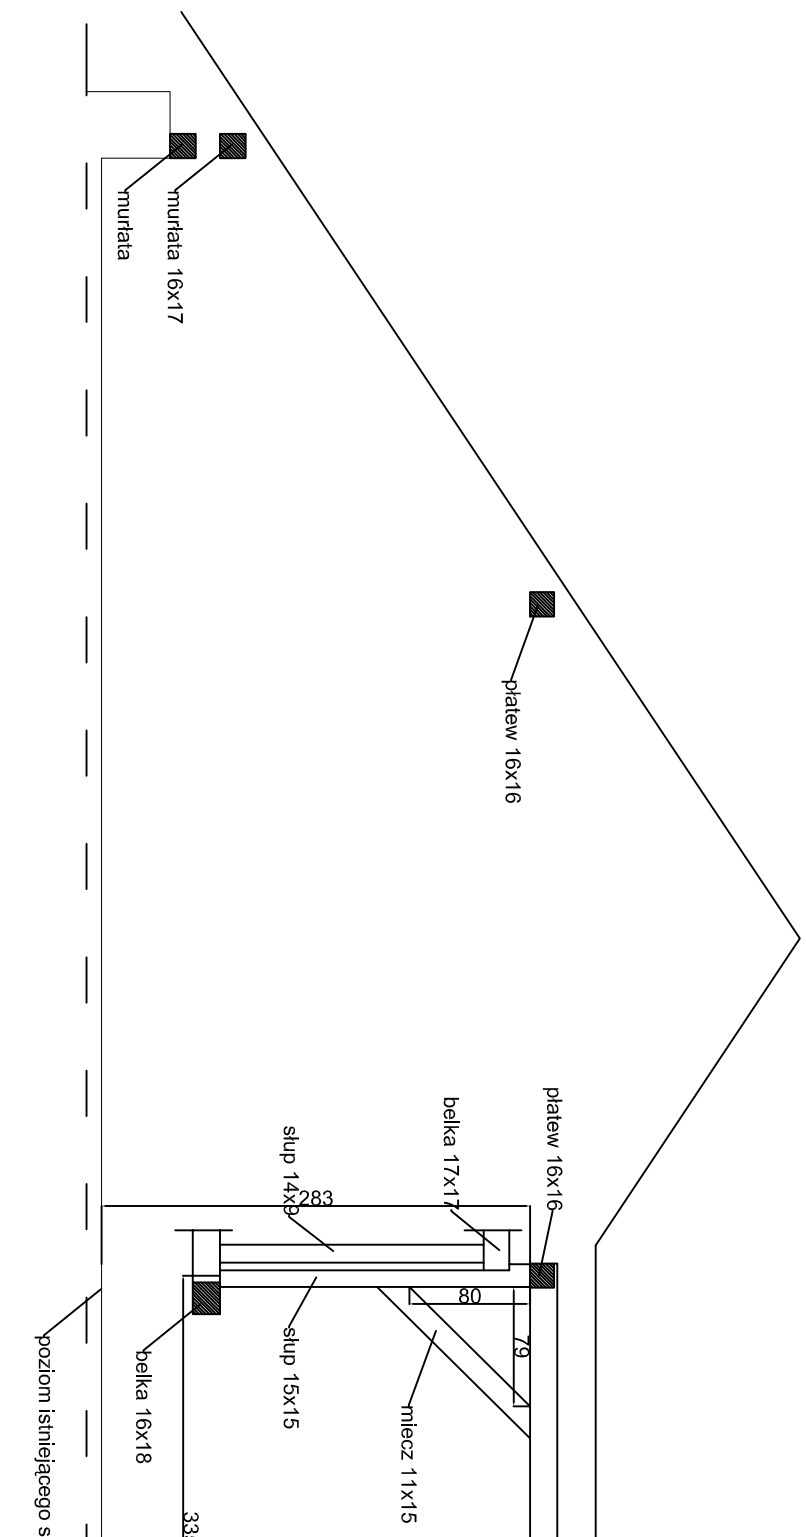 murłata
murłata 16x17
płatew 16x16
płatew 16x16
belka 17x17
słup 14x9
283
80
79
słup 15x15
belka 16x18
miecz 11x15
poziom istniejącego s